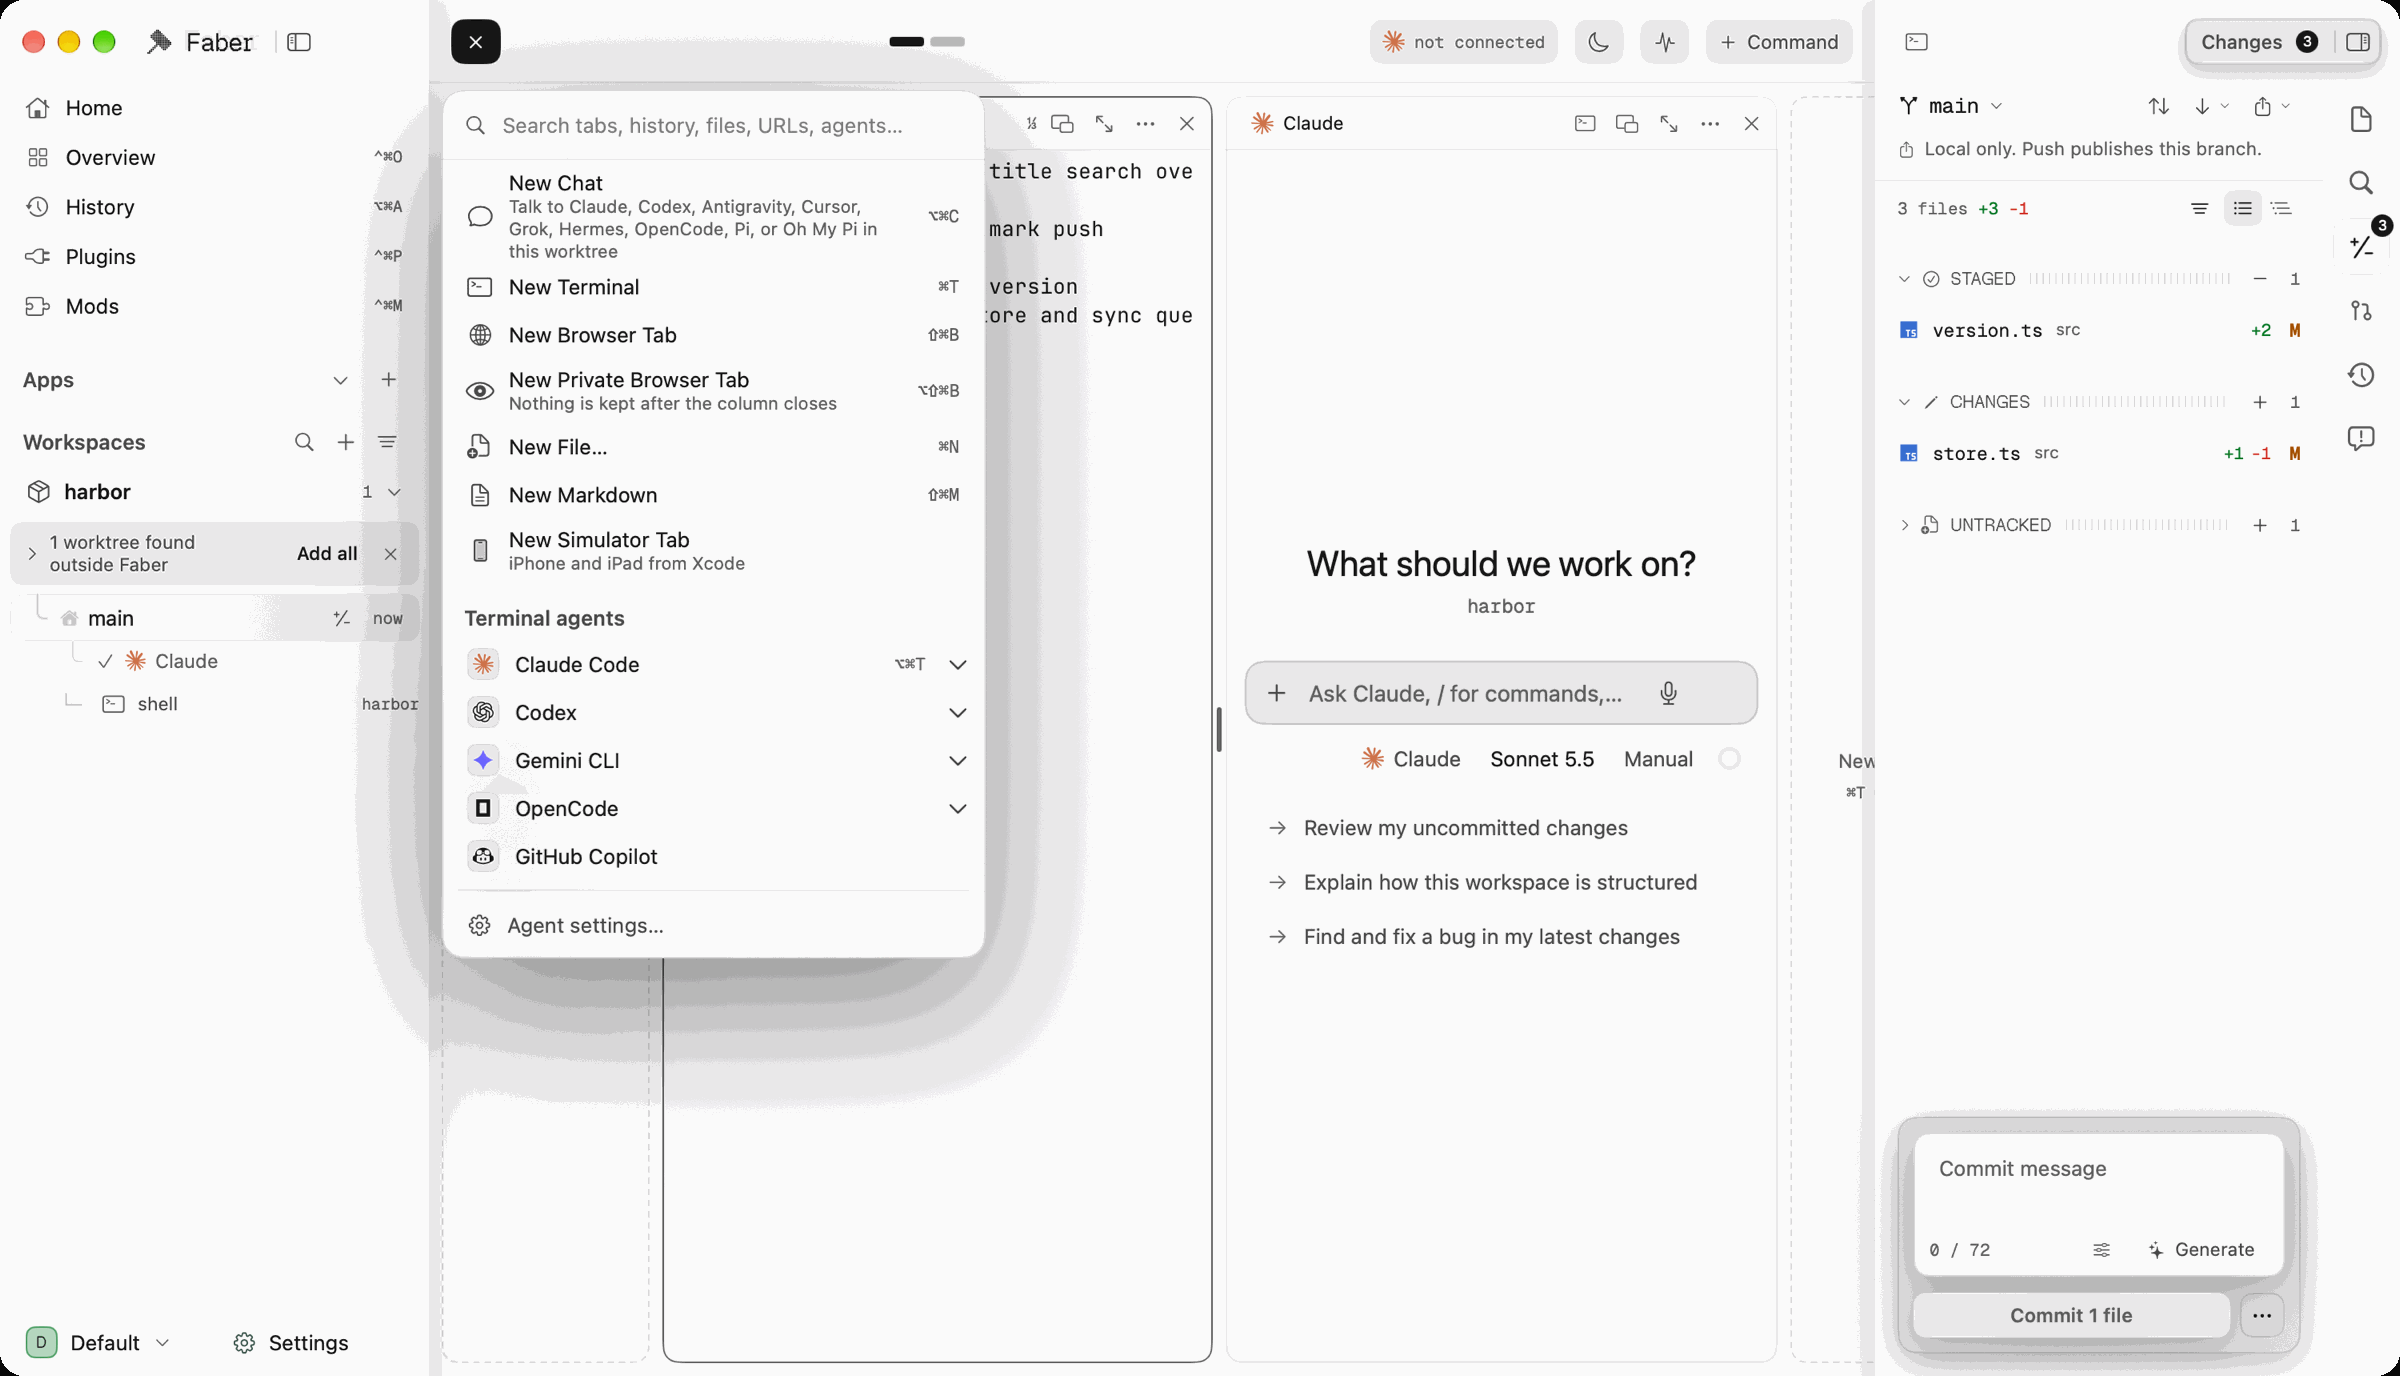 Faber
Home
Overview ^⌘O
History ⌥⌘A
Plugins ^⌘P
Mods ^⌘M
Apps
Workspaces
harbor 1
1 worktree found
outside Faber
Add all
main now
Claude
shell harbor
D Default
Settings
not connected
Command
Search tabs, history, files, URLs, agents...
New Chat
Talk to Claude, Codex, Antigravity, Cursor,
Grok, Hermes, OpenCode, Pi, or Oh My Pi in
this worktree
⌥⌘C
New Terminal ⌘T
New Browser Tab ⇧⌘B
New Private Browser Tab
Nothing is kept after the column closes
⌥⇧⌘B
New File... ⌘N
New Markdown ⇧⌘M
New Simulator Tab
iPhone and iPad from Xcode
Terminal agents
Claude Code ⌥⌘T
Codex
Gemini CLI
OpenCode
GitHub Copilot
Agent settings...
title search ove
mark push
version
ore and sync que
Claude
What should we work on?
harbor
Ask Claude, / for commands,...
Claude Sonnet 5.5 Manual
Review my uncommitted changes
Explain how this workspace is structured
Find and fix a bug in my latest changes
New
⌘T
Changes 3
main
Local only. Push publishes this branch.
3 files +3 -1
3
STAGED 1
TS version.ts src +2 M
CHANGES 1
TS store.ts src +1 -1 M
UNTRACKED 1
Commit message
0 / 72
Generate
Commit 1 file